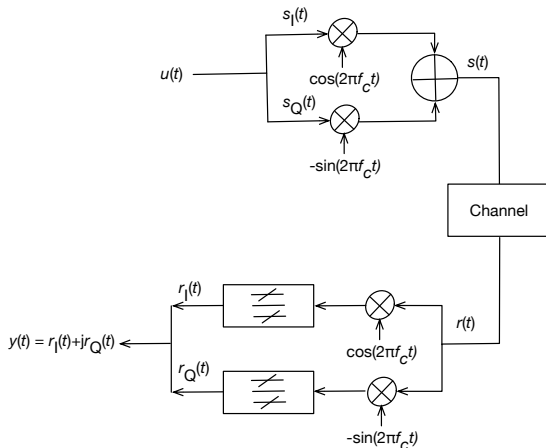 s_I(t)
u(t)
cos(2πf_c t)
s(t)
s_Q(t)
-sin(2πf_c t)
Channel
r_I(t)
y(t) = r_I(t)+jr_Q(t)
cos(2πf_c t)
r(t)
r_Q(t)
-sin(2πf_c t)